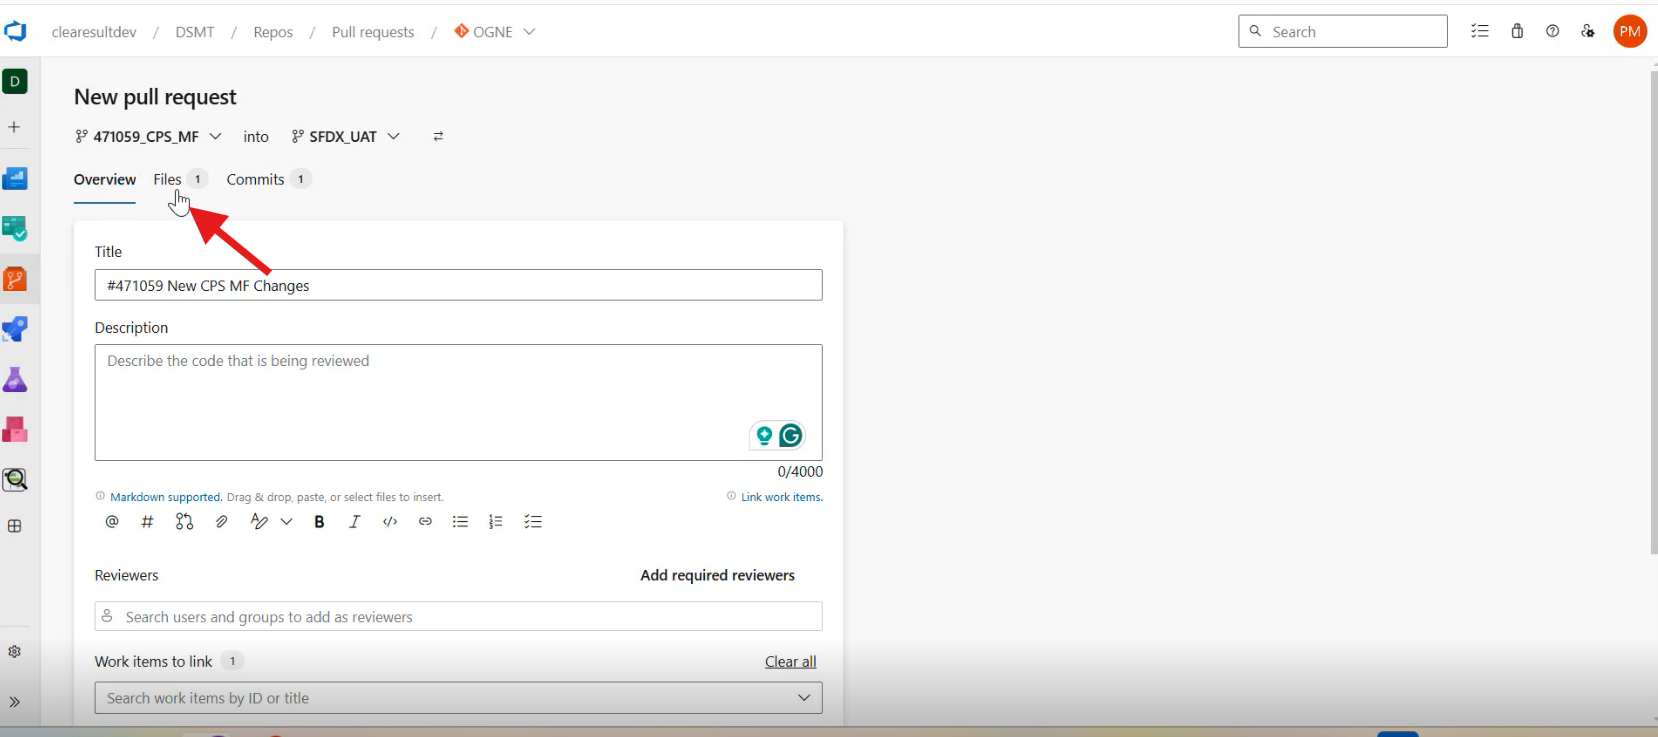 clearesultdev / DSMT / Repos / Pull requests / OGNE
Search
PM
D
New pull request
471059_CPS_MF into SFDX_UAT
Overview Files 1 Commits 1
Title
#471059 New CPS MF Changes
Description
Describe the code that is being reviewed
0/4000
Markdown supported. Drag & drop, paste, or select files to insert.
Link work items.
Reviewers
Add required reviewers
Search users and groups to add as reviewers
Work items to link 1
Clear all
Search work items by ID or title